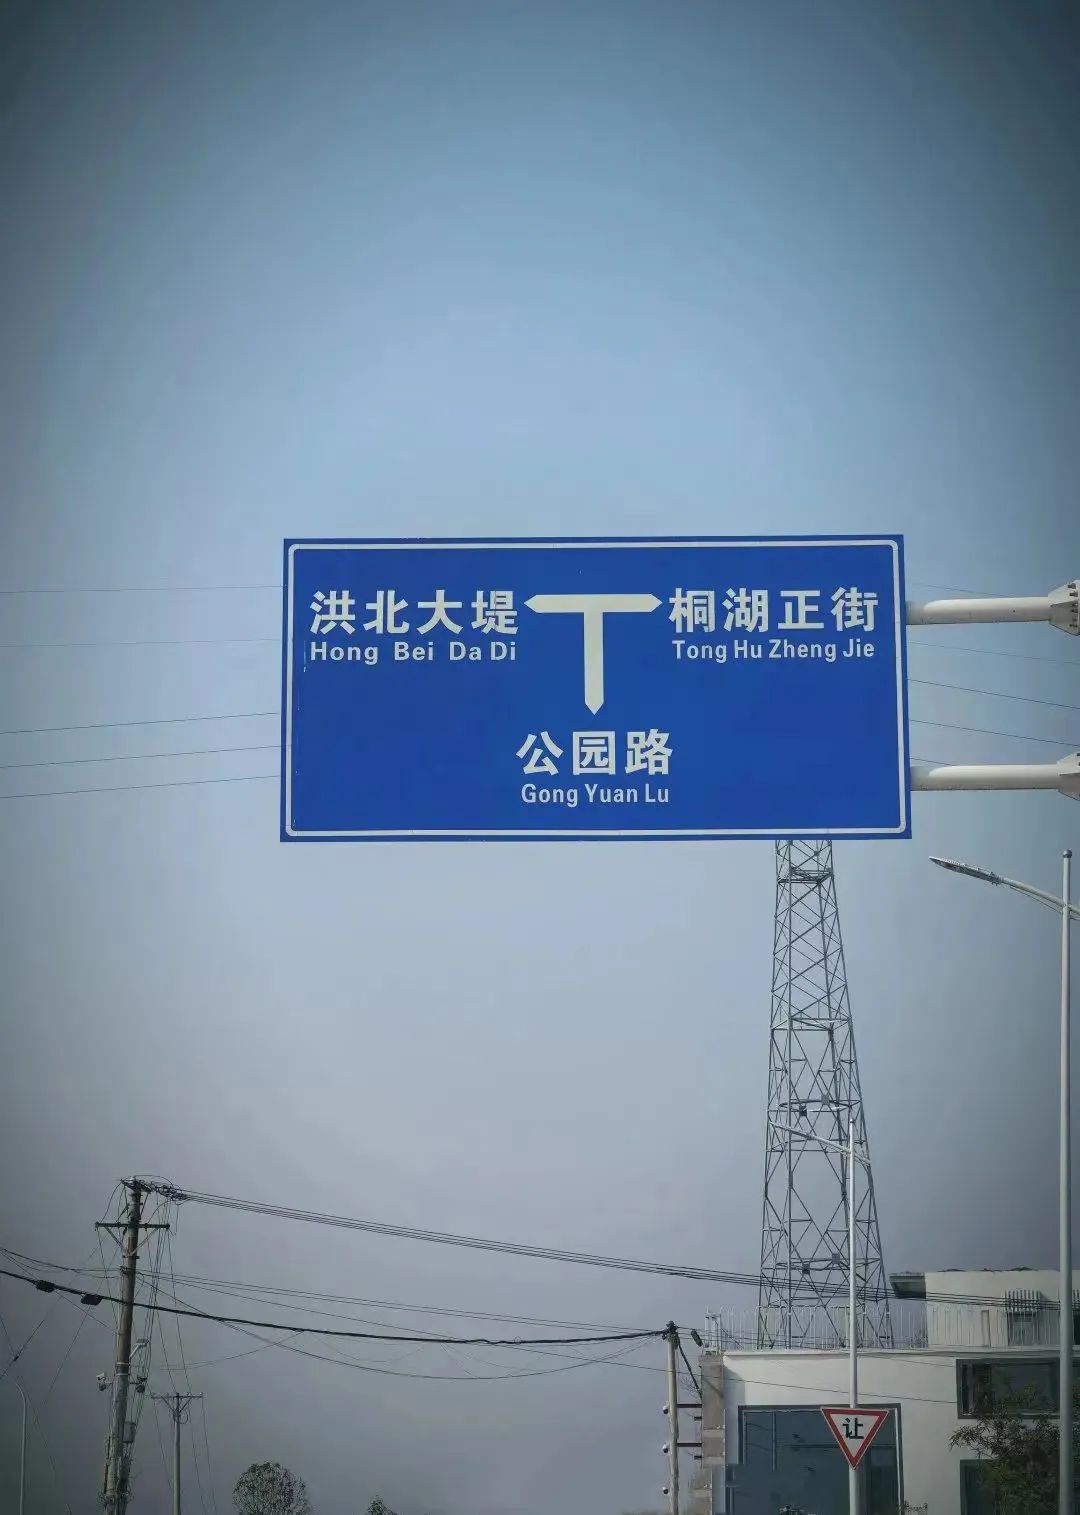 洪北大堤
Hong Bei Da Di
桐湖正街
Tong Hu Zheng Jie
公园路
Gong Yuan Lu
让